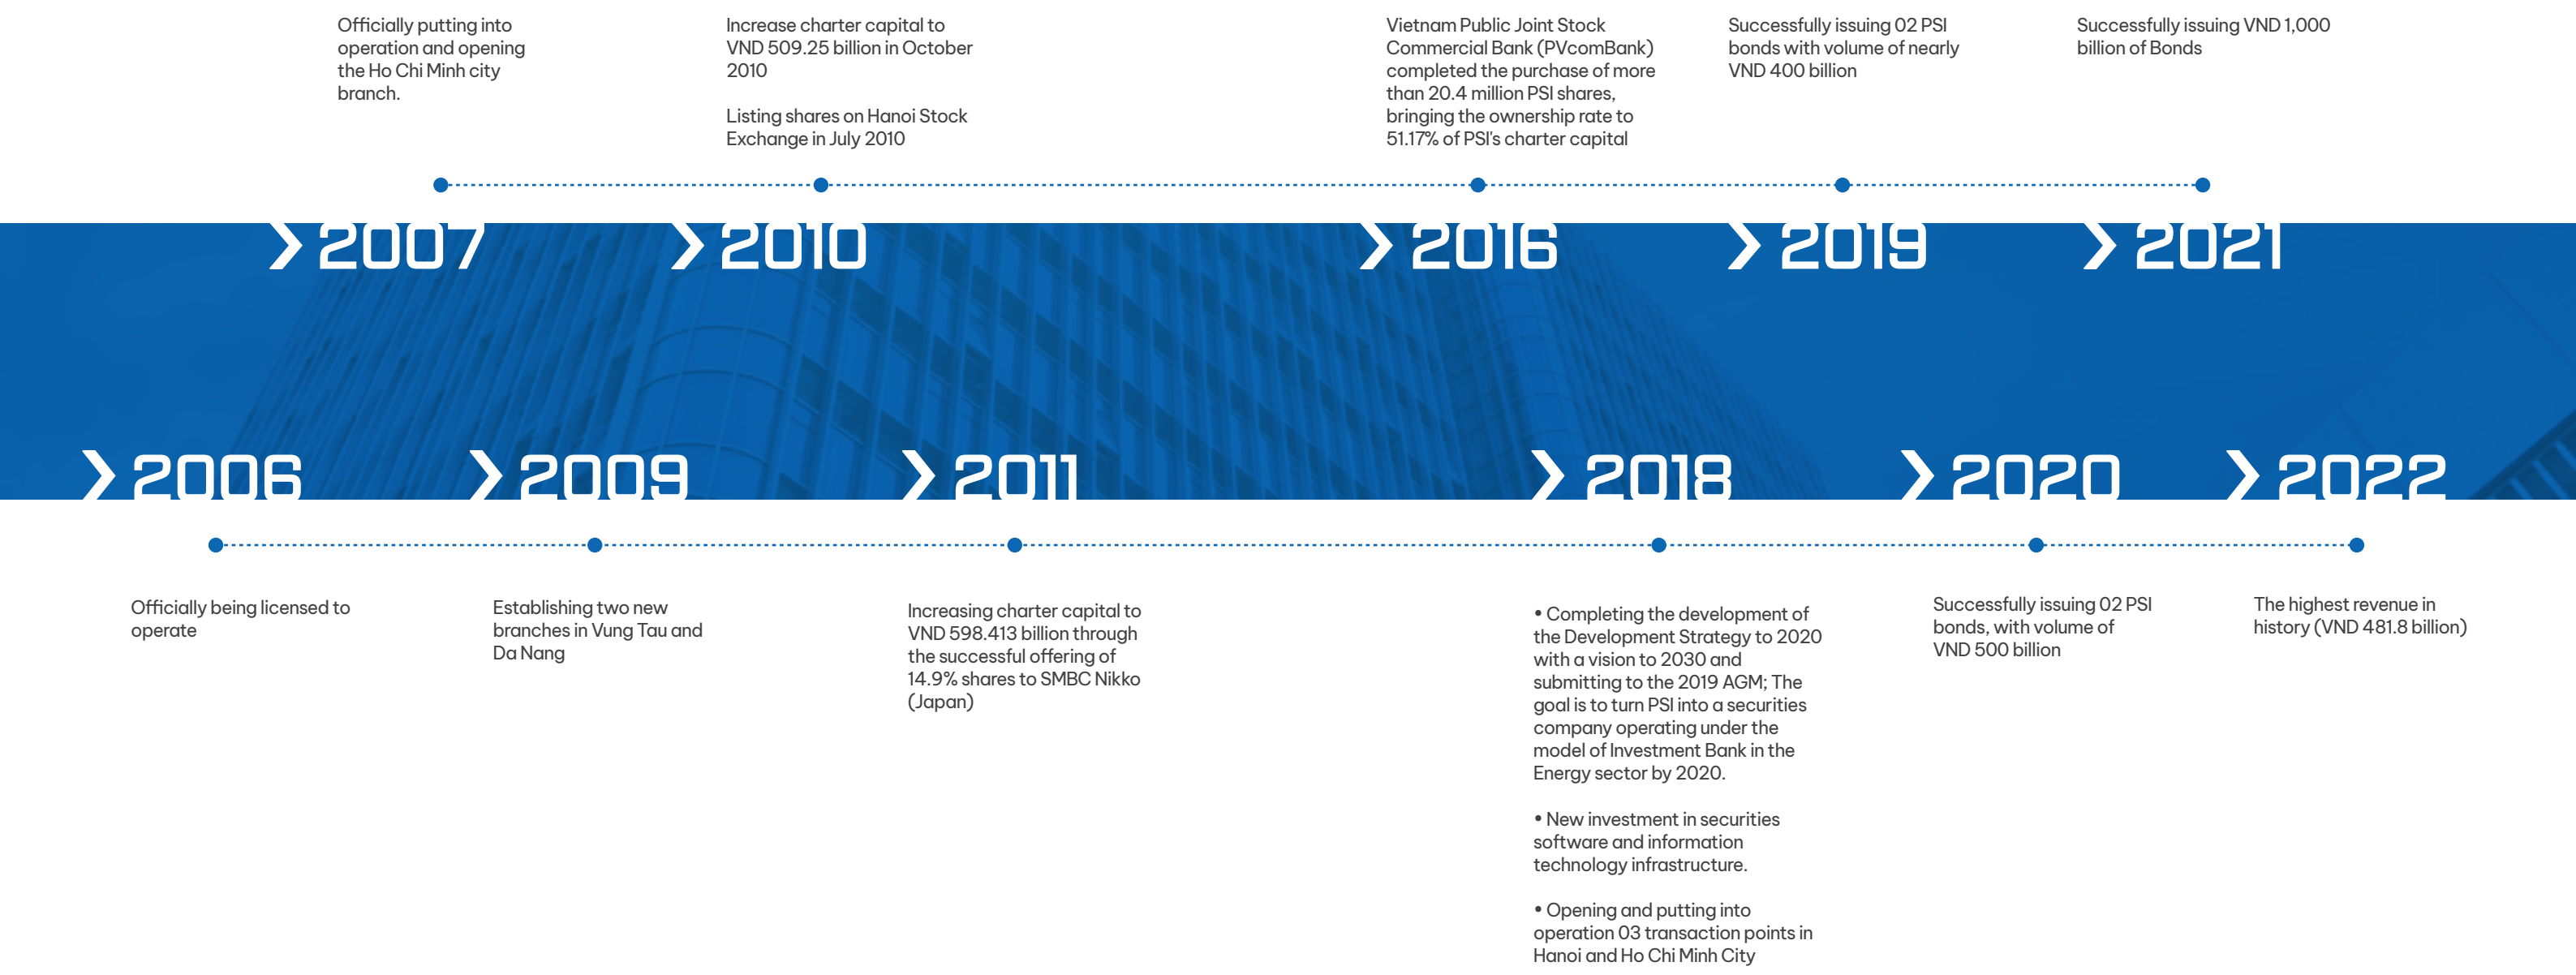 Officially putting into
operation and opening
the Ho Chi Minh city
branch.
Increase charter capital to
VND 509.25 billion in October
2010
Listing shares on Hanoi Stock
Exchange in July 2010
Vietnam Public Joint Stock
Commercial Bank (PVcomBank)
completed the purchase of more
than 20.4 million PSI shares,
bringing the ownership rate to
51.17% of PSI's charter capital
Successfully issuing 02 PSI
bonds with volume of nearly
VND 400 billion
Successfully issuing VND 1,000
billion of Bonds
2007
2010
2016
2019
2021
2006
2009
2011
2018
2020
2022
Officially being licensed to
operate
Establishing two new
branches in Vung Tau and
Da Nang
Increasing charter capital to
VND 598.413 billion through
the successful offering of
14.9% shares to SMBC Nikko
(Japan)
• Completing the development of
the Development Strategy to 2020
with a vision to 2030 and
submitting to the 2019 AGM; The
goal is to turn PSI into a securities
company operating under the
model of Investment Bank in the
Energy sector by 2020.
• New investment in securities
software and information
technology infrastructure.
• Opening and putting into
operation 03 transaction points in
Hanoi and Ho Chi Minh City
Successfully issuing 02 PSI
bonds, with volume of
VND 500 billion
The highest revenue in
history (VND 481.8 billion)